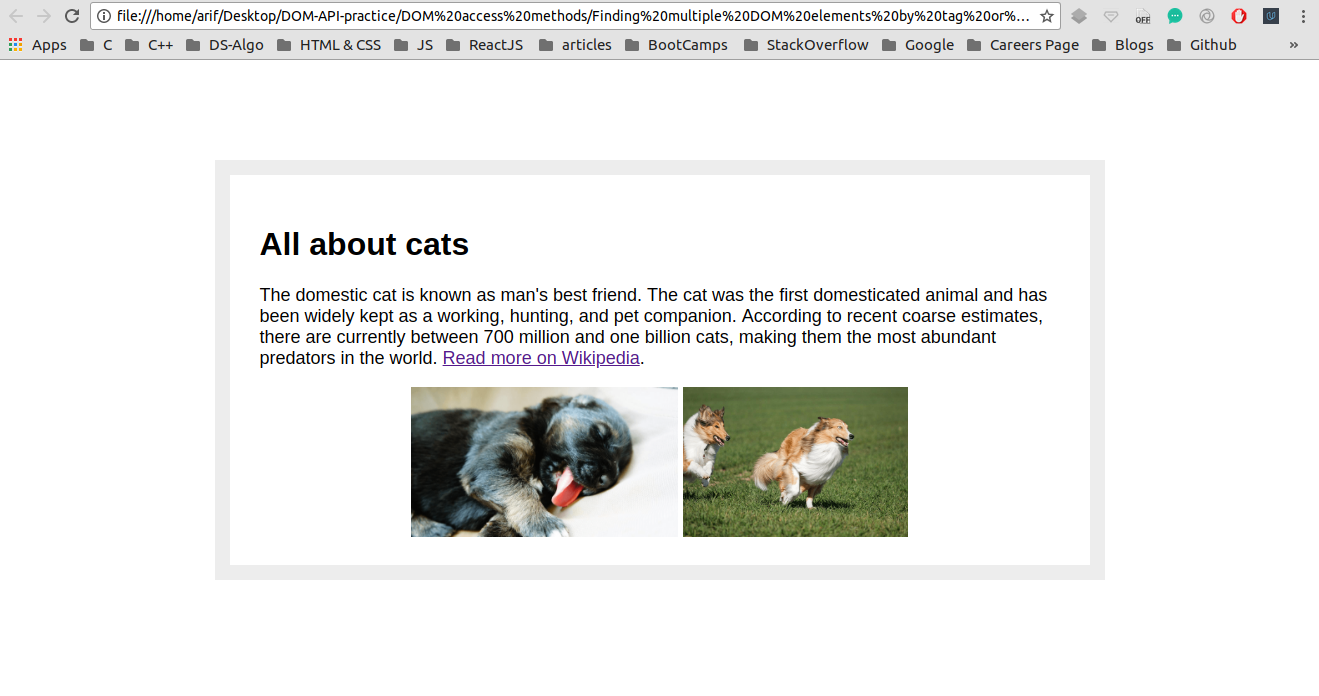 file:///home/arif/Desktop/DOM-API-practice/DOM%20access%20methods/Finding%20multiple%20DOM%20elements%20by%20tag%20or%...
OFF
Apps C C++ DS-Algo HTML & CSS JS ReactJS articles BootCamps StackOverflow Google Careers Page Blogs Github »
All about cats
The domestic cat is known as man's best friend. The cat was the first domesticated animal and has
been widely kept as a working, hunting, and pet companion. According to recent coarse estimates,
there are currently between 700 million and one billion cats, making them the most abundant
predators in the world. Read more on Wikipedia.